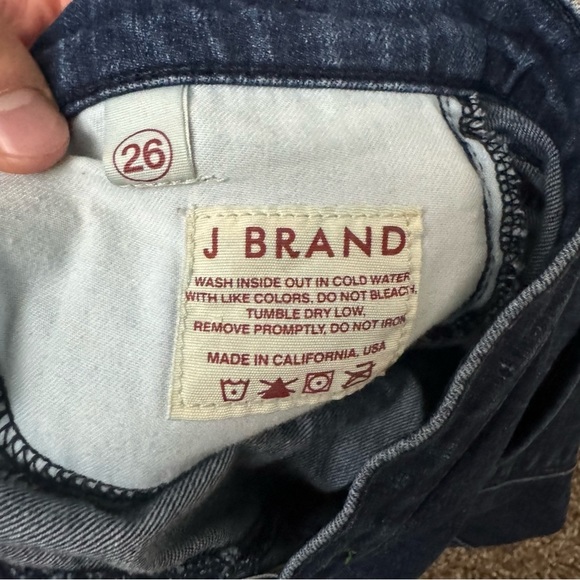 26
J BRAND
WASH INSIDE OUT IN COLD WATER
WITH LIKE COLORS. DO NOT BLEACH.
TUMBLE DRY LOW.
REMOVE PROMPTLY, DO NOT IRON
MADE IN CALIFORNIA, USA